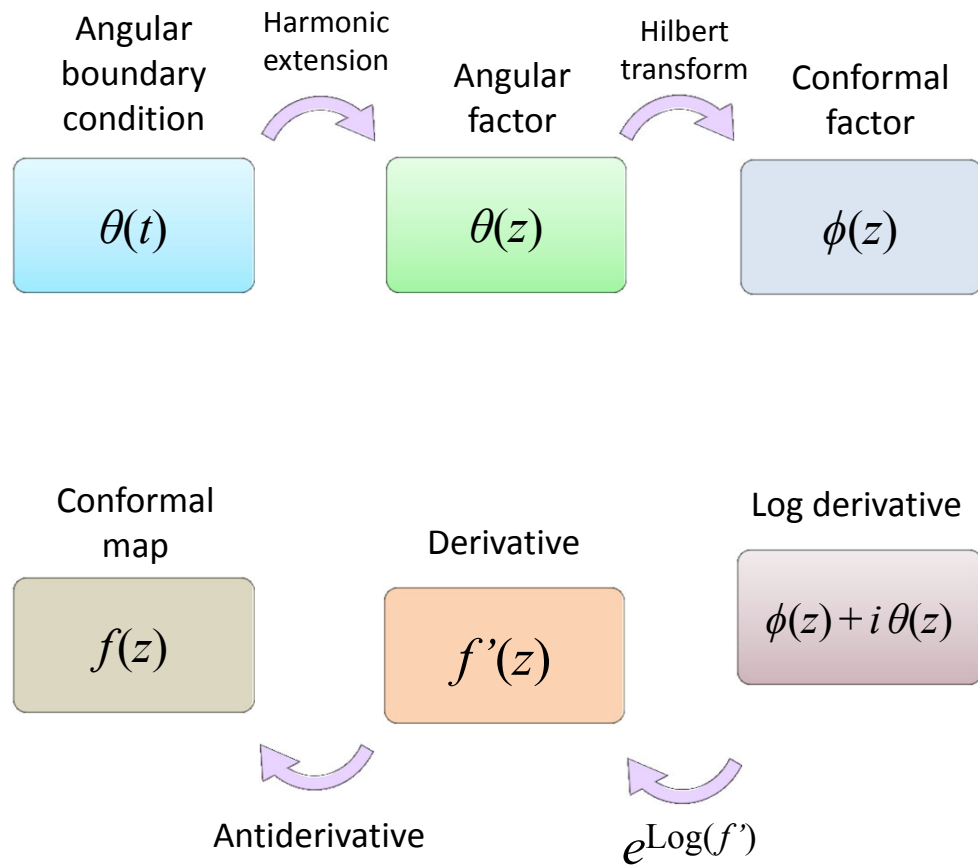 Angular
boundary
condition
Harmonic
extension
Angular
factor
Hilbert
transform
Conformal
factor
θ(t)
θ(z)
ϕ(z)
Conformal
map
Derivative
Log derivative
f(z)
f’(z)
ϕ(z) + i θ(z)
Antiderivative
e^Log(f’)